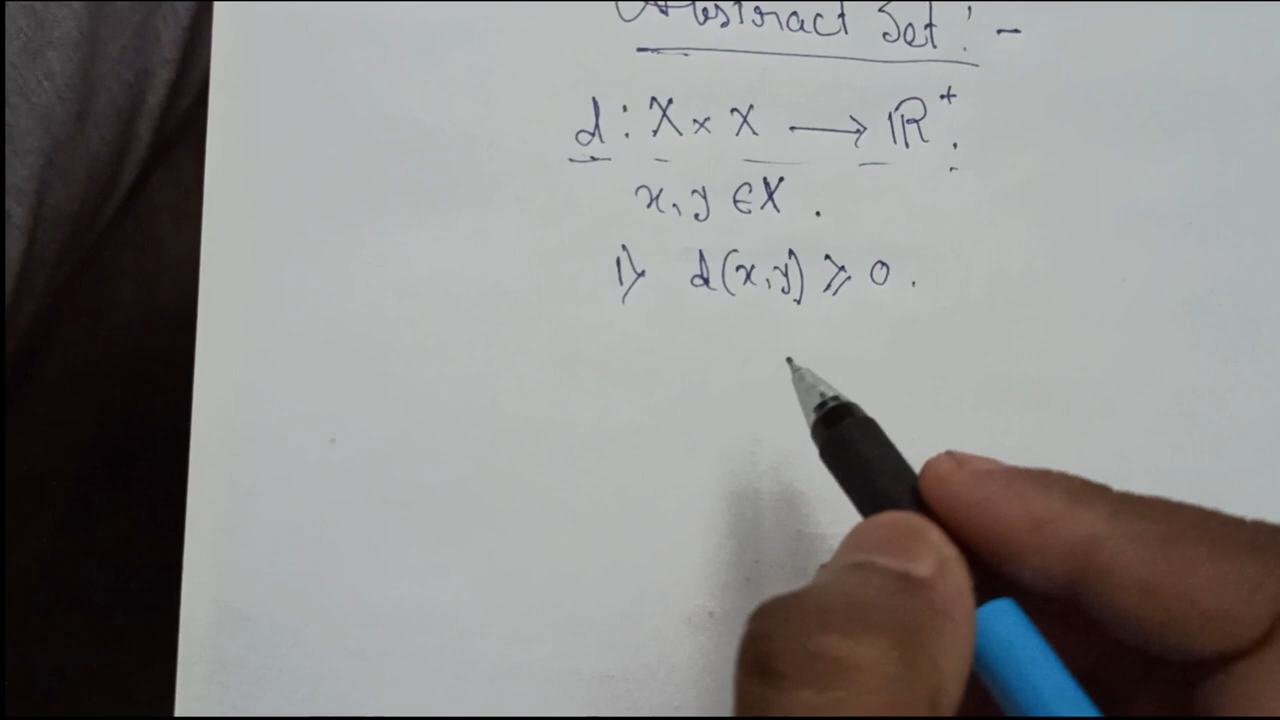 Abstract Set : -
d : X × X ⟶ ℝ⁺.
x, y ∈ X .
1) d(x,y) ⩾ 0 .